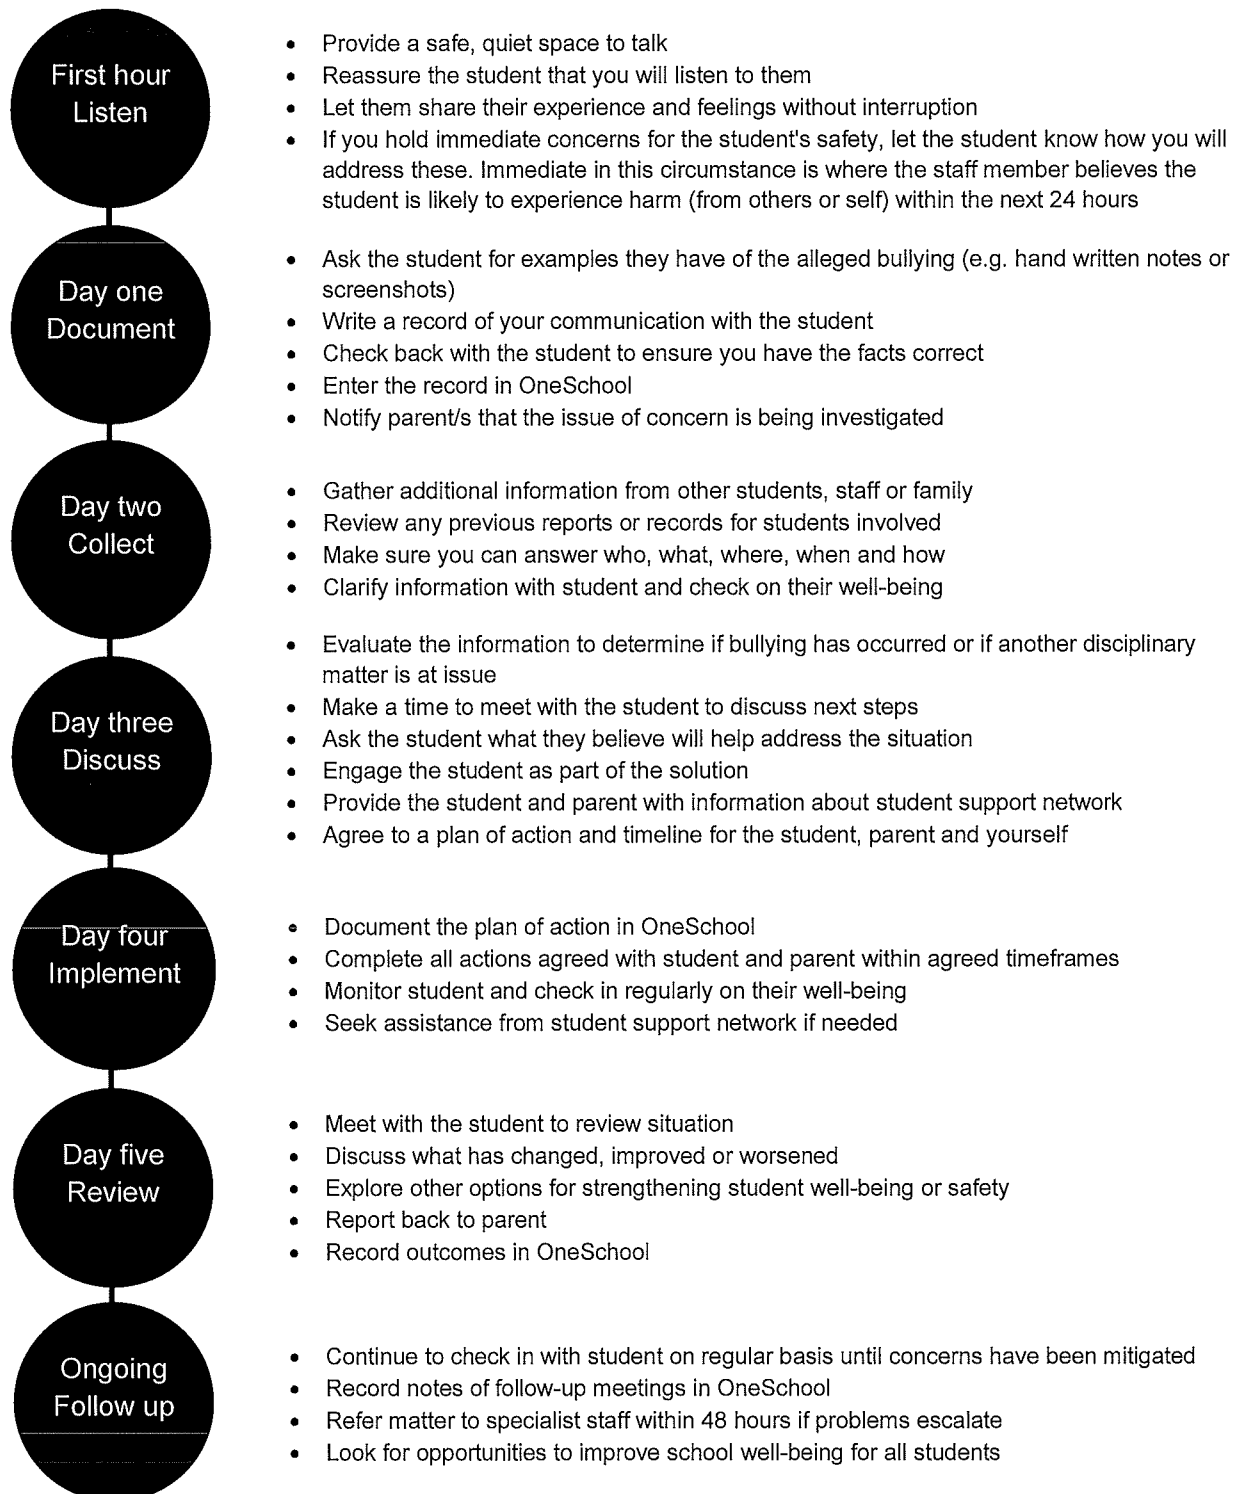 First hour
Listen
• Provide a safe, quiet space to talk
• Reassure the student that you will listen to them
• Let them share their experience and feelings without interruption
• If you hold immediate concerns for the student's safety, let the student know how you will
address these. Immediate in this circumstance is where the staff member believes the
student is likely to experience harm (from others or self) within the next 24 hours
Day one
Document
• Ask the student for examples they have of the alleged bullying (e.g. hand written notes or
screenshots)
• Write a record of your communication with the student
• Check back with the student to ensure you have the facts correct
• Enter the record in OneSchool
• Notify parent/s that the issue of concern is being investigated
Day two
Collect
• Gather additional information from other students, staff or family
• Review any previous reports or records for students involved
• Make sure you can answer who, what, where, when and how
• Clarify information with student and check on their well-being
Day three
Discuss
• Evaluate the information to determine if bullying has occurred or if another disciplinary
matter is at issue
• Make a time to meet with the student to discuss next steps
• Ask the student what they believe will help address the situation
• Engage the student as part of the solution
• Provide the student and parent with information about student support network
• Agree to a plan of action and timeline for the student, parent and yourself
Day four
Implement
• Document the plan of action in OneSchool
• Complete all actions agreed with student and parent within agreed timeframes
• Monitor student and check in regularly on their well-being
• Seek assistance from student support network if needed
Day five
Review
• Meet with the student to review situation
• Discuss what has changed, improved or worsened
• Explore other options for strengthening student well-being or safety
• Report back to parent
• Record outcomes in OneSchool
Ongoing
Follow up
• Continue to check in with student on regular basis until concerns have been mitigated
• Record notes of follow-up meetings in OneSchool
• Refer matter to specialist staff within 48 hours if problems escalate
• Look for opportunities to improve school well-being for all students